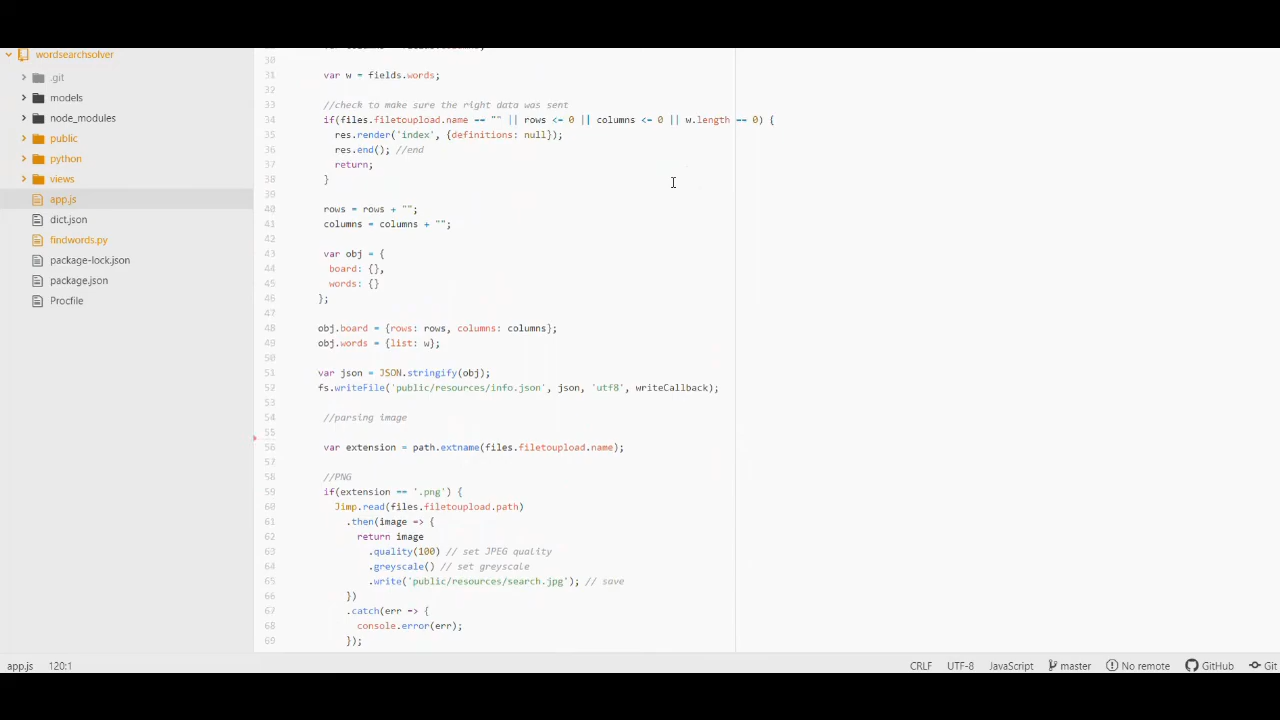 wordsearchsolver
.git
models
node_modules
public
python
views
app.js
dict.json
findwords.py
package-lock.json
package.json
Procfile
30
31 var w = fields.words;
32
33 //check to make sure the right data was sent
34 if(files.filetoupload.name == "" || rows <= 0 || columns <= 0 || w.length == 0) {
35 res.render('index', {definitions: null});
36 res.end(); //end
37 return;
38 }
39
40 rows = rows + "";
41 columns = columns + "";
42
43 var obj = {
44 board: {},
45 words: {}
46 };
47
48 obj.board = {rows: rows, columns: columns};
49 obj.words = {list: w};
50
51 var json = JSON.stringify(obj);
52 fs.writeFile('public/resources/info.json', json, 'utf8', writeCallback);
53
54 //parsing image
55
56 var extension = path.extname(files.filetoupload.name);
57
58 //PNG
59 if(extension == '.png') {
60 Jimp.read(files.filetoupload.path)
61 .then(image => {
62 return image
63 .quality(100) // set JPEG quality
64 .greyscale() // set greyscale
65 .write('public/resources/search.jpg'); // save
66 })
67 .catch(err => {
68 console.error(err);
69 });
app.js 120:1 CRLF UTF-8 JavaScript master No remote GitHub Git